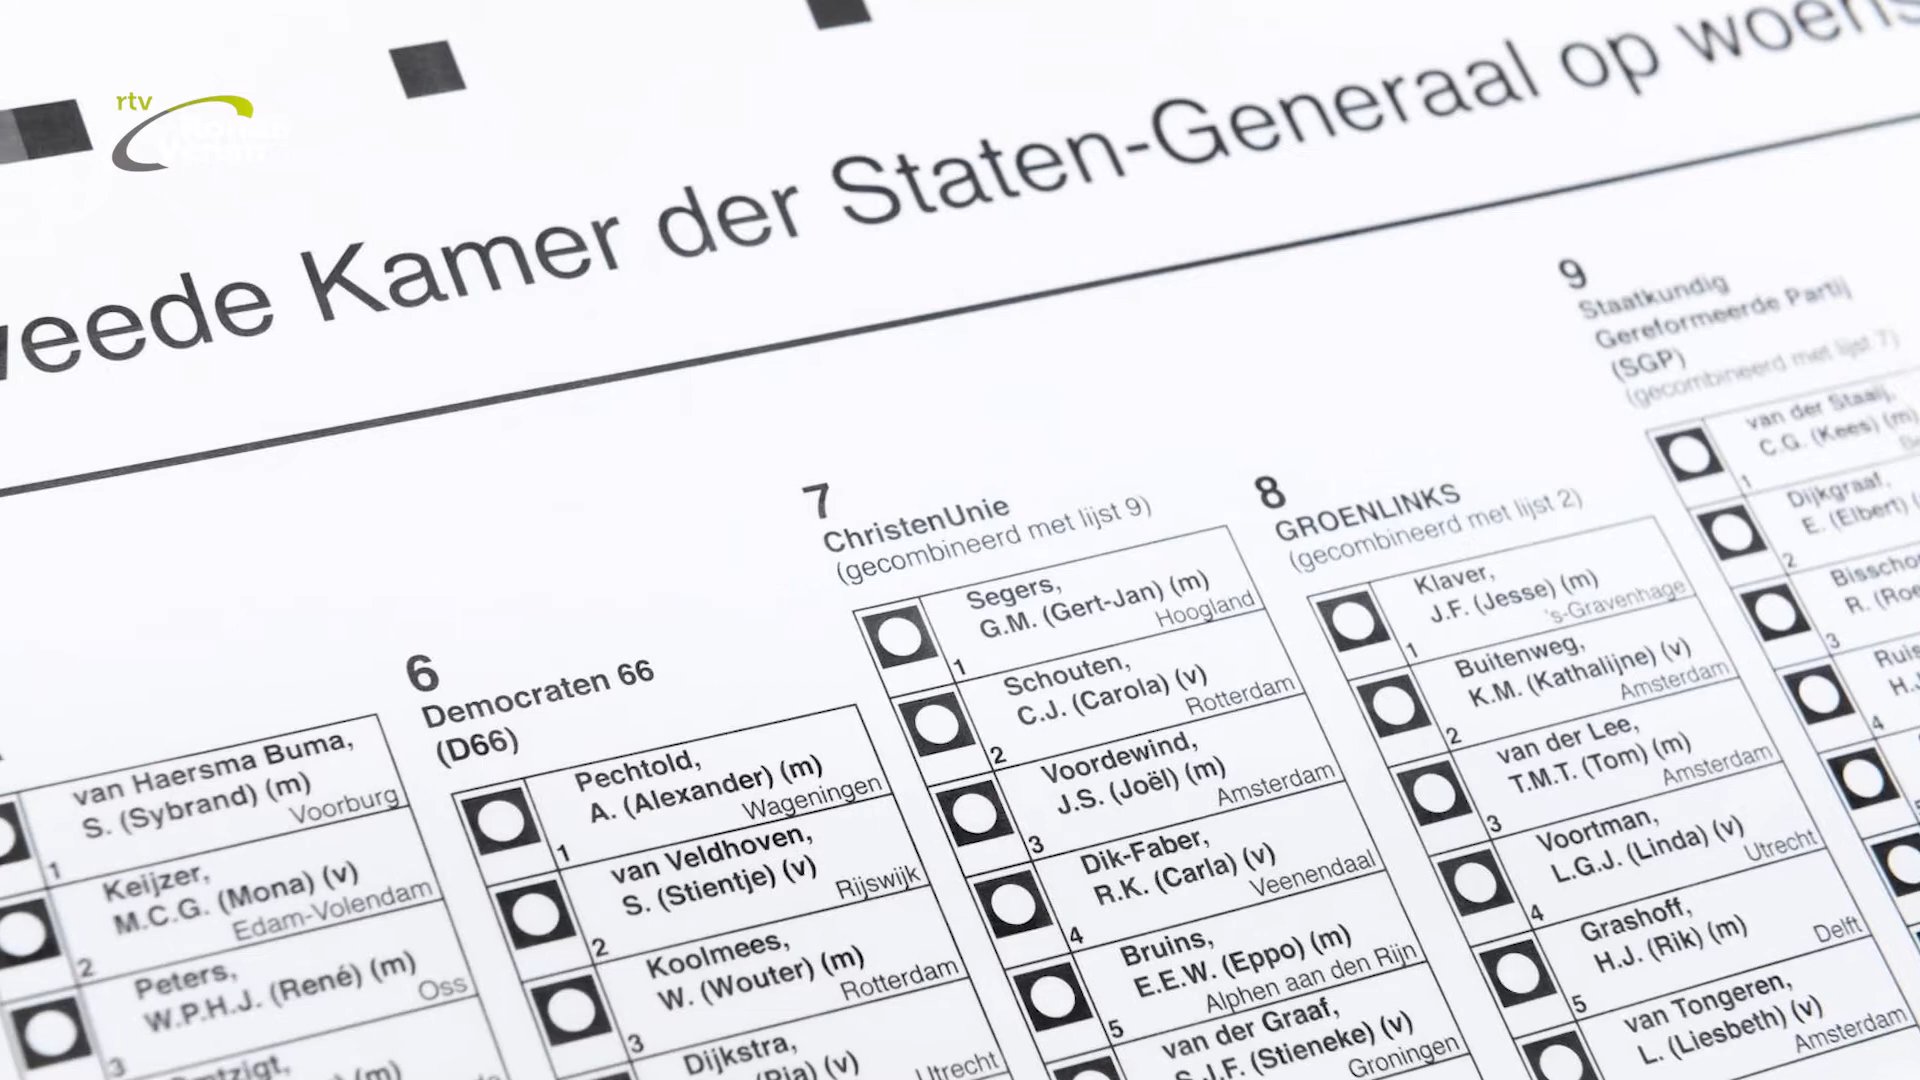 rtv
weede Kamer der Staten-Generaal op woens
1
van Haersma Buma,
S. (Sybrand) (m)
Voorburg
2
Keijzer,
M.C.G. (Mona) (v)
Edam-Volendam
3
Peters,
W.P.H.J. (René) (m)
Oss
(m)
6
Democraten 66
(D66)
1
Pechtold,
A. (Alexander) (m)
Wageningen
2
van Veldhoven,
S. (Stientje) (v)
Rijswijk
3
Koolmees,
W. (Wouter) (m)
Rotterdam
Dijkstra,
(Pia) (v)
Utrecht
7
ChristenUnie
(gecombineerd met lijst 9)
1
Segers,
G.M. (Gert-Jan) (m)
Hoogland
2
Schouten,
C.J. (Carola) (v)
Rotterdam
3
Voordewind,
J.S. (Joël) (m)
Amsterdam
4
Dik-Faber,
R.K. (Carla) (v)
Veenendaal
5
Bruins,
E.E.W. (Eppo) (m)
Alphen aan den Rijn
van der Graaf,
S.J.F. (Stieneke) (v)
Groningen
8
GROENLINKS
(gecombineerd met lijst 2)
1
Klaver,
J.F. (Jesse) (m)
's-Gravenhage
2
Buitenweg,
K.M. (Kathalijne) (v)
Amsterdam
3
van der Lee,
T.M.T. (Tom) (m)
Amsterdam
4
Voortman,
L.G.J. (Linda) (v)
Utrecht
5
Grashoff,
H.J. (Rik) (m)
Delft
van Tongeren,
L. (Liesbeth) (v)
Amsterdam
9
Staatkundig
Gereformeerde Partij
(SGP)
(gecombineerd met lijst 7)
1
van der Staaij,
C.G. (Kees) (m)
2
Dijkgraaf,
E. (Elbert)
3
Bisscho
R. (Roe
4
Ruis
H.J